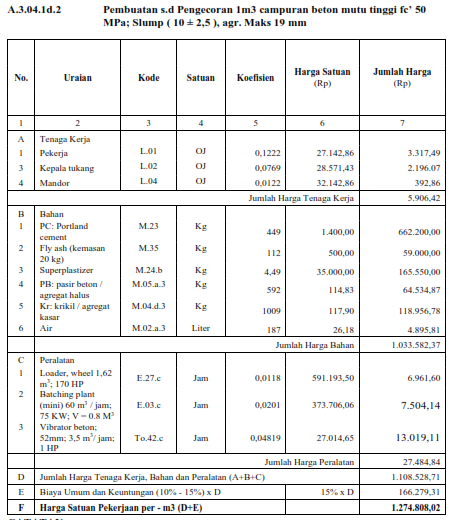 A.3.04.1d.2 Pembuatan s.d Pengecoran 1m3 campuran beton mutu tinggi fc' 50
MPa; Slump ( 10 ± 2,5 ), agr. Maks 19 mm
No. Uraian Kode Satuan Koefisien Harga Satuan (Rp) Jumlah Harga (Rp)
1 2 3 4 5 6 7
A Tenaga Kerja
1 Pekerja L.01 OJ 0,1222 27.142,86 3.317,49
3 Kepala tukang L.02 OJ 0,0769 28.571,43 2.196.07
4 Mandor L.04 OJ 0,0122 32.142,86 392,86
Jumlah Harga Tenaga Kerja 5.906,42
B Bahan
1 PC: Portland M.23 Kg 449 1.400,00 662.200,00
cement
2 Fly ash (kemasan M.35 Kg 112 500,00 59.000,00
20 kg)
3 Superplastizer M.24.b Kg 4,49 35.000,00 165.550,00
4 PB: pasir beton / M.05.a.3 Kg 592 114,83 64.534,87
agregat halus
5 Kr: krikil / agregat M.04.d.3 Kg 1009 117,90 118.956,78
kasar
6 Air M.02.a.3 Liter 187 26,18 4.895,81
Jumlah Harga Bahan 1.033.582,37
C Peralatan
1 Loader, wheel 1,62 E.27.c Jam 0,0118 591.193,50 6.961,60
m³; 170 HP
2 Batching plant E.03.c Jam 0,0201 373.706,06 7.504,14
(mini) 60 m³ / jam;
75 KW; V = 0.8 M³
3 Vibrator beton; To.42.c Jam 0,04819 27.014,65 13.019,11
52mm; 3,5 m³/ jam;
1 HP
Jumlah Harga Peralatan 27.484,84
D Jumlah Harga Tenaga Kerja, Bahan dan Peralatan (A+B+C) 1.108.528,71
E Biaya Umum dan Keuntungan (10% - 15%) x D 15% x D 166.279,31
F Harga Satuan Pekerjaan per - m3 (D+E) 1.274.808,02